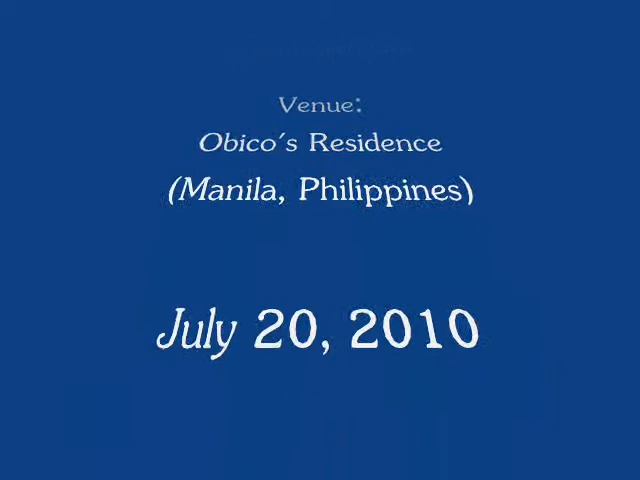 Venue:
Obico's Residence
(Manila, Philippines)
July 20, 2010